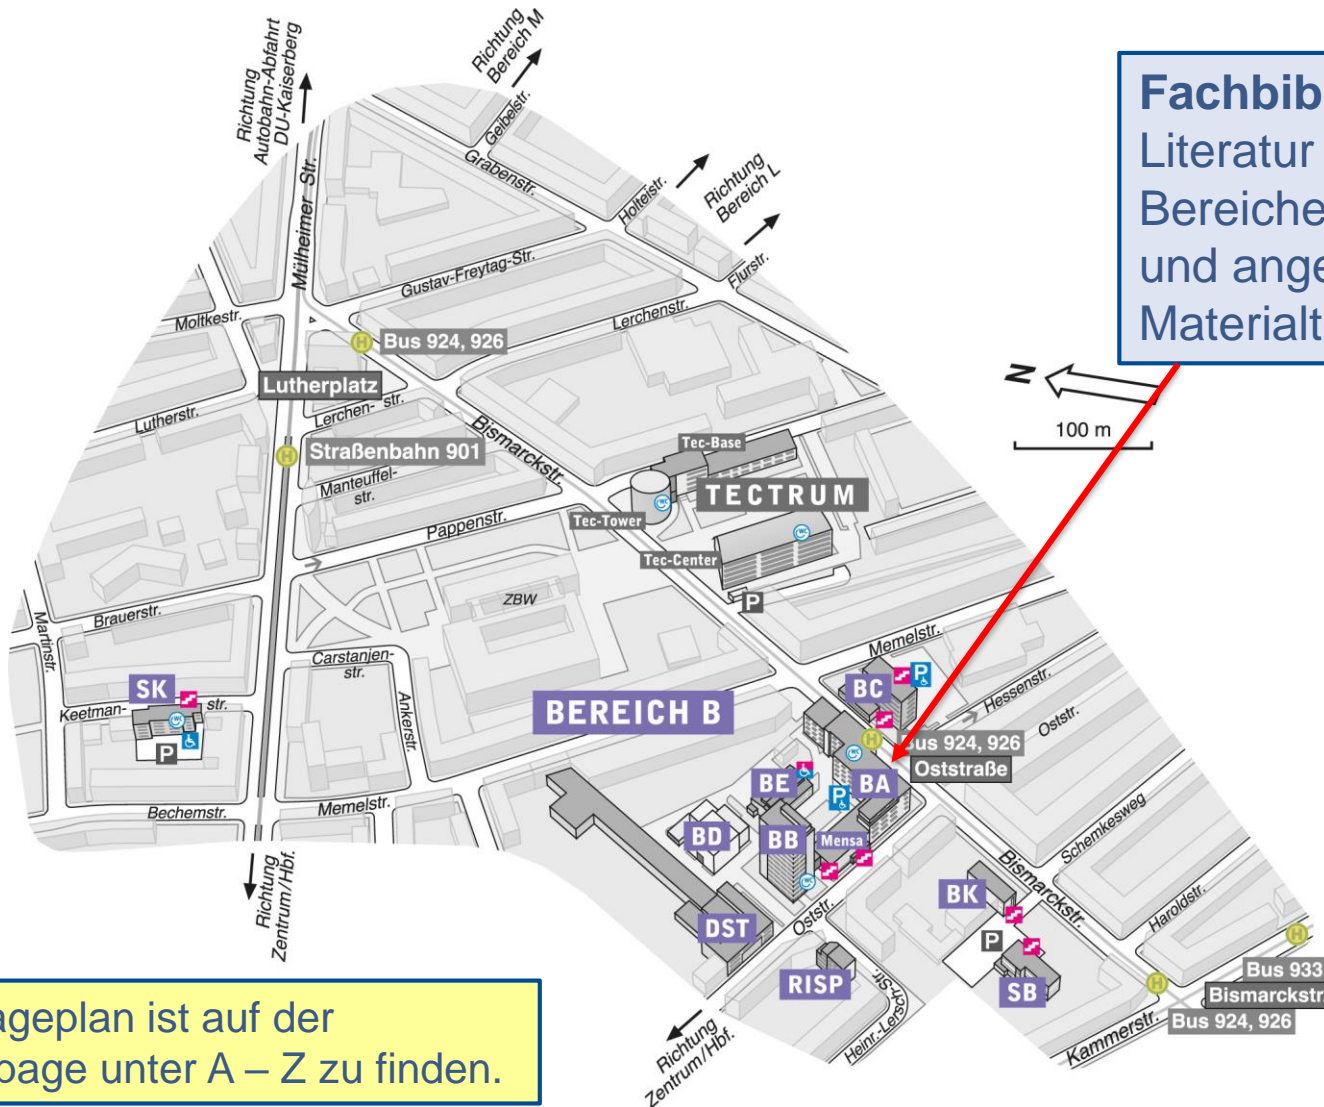 Richtung
Autobahn-Abfahrt
DU-Kaiserberg
Richtung
Bereich M
Geibelstr.
Grabenstr.
Mülheimer Str.
Holteistr.
Richtung
Bereich L
Flurstr.
Gustav-Freytag-Str.
Lerchenstr.
Moltkestr.
H
Bus 924, 926
Lutherplatz
Lerchen-
str.
Lutherstr.
Bismarckstr.
H
Straßenbahn 901
Manteuffel-
str.
Pappenstr.
Tec-Base
TECTRUM
WC
Tec-Tower
WC
Tec-Center
P
ZBW
Fachbib
Literatur
Bereiche
und ange
Materialt
N
100 m
Martinstr.
Brauerstr.
Carstanjen-
str.
Ankerstr.
SK
Keetman-
str.
WC
P
Bechemstr.
Memelstr.
Richtung
Zentrum/Hbf.
BEREICH B
Memelstr.
BC
P
Hessenstr.
Oststr.
H
Bus 924, 926
Oststraße
WC
BA
BE
P
BD
BB
Mensa
WC
DST
Oststr.
RISP
Heinr.-Lersch-Str.
Richtung
Zentrum/Hbf.
Bismarckstr.
Schemkesweg
Haroldstr.
BK
P
SB
H
Bus 933
Bismarckstr.
H
Bus 924, 926
Kammerstr.
ageplan ist auf der
page unter A – Z zu finden.